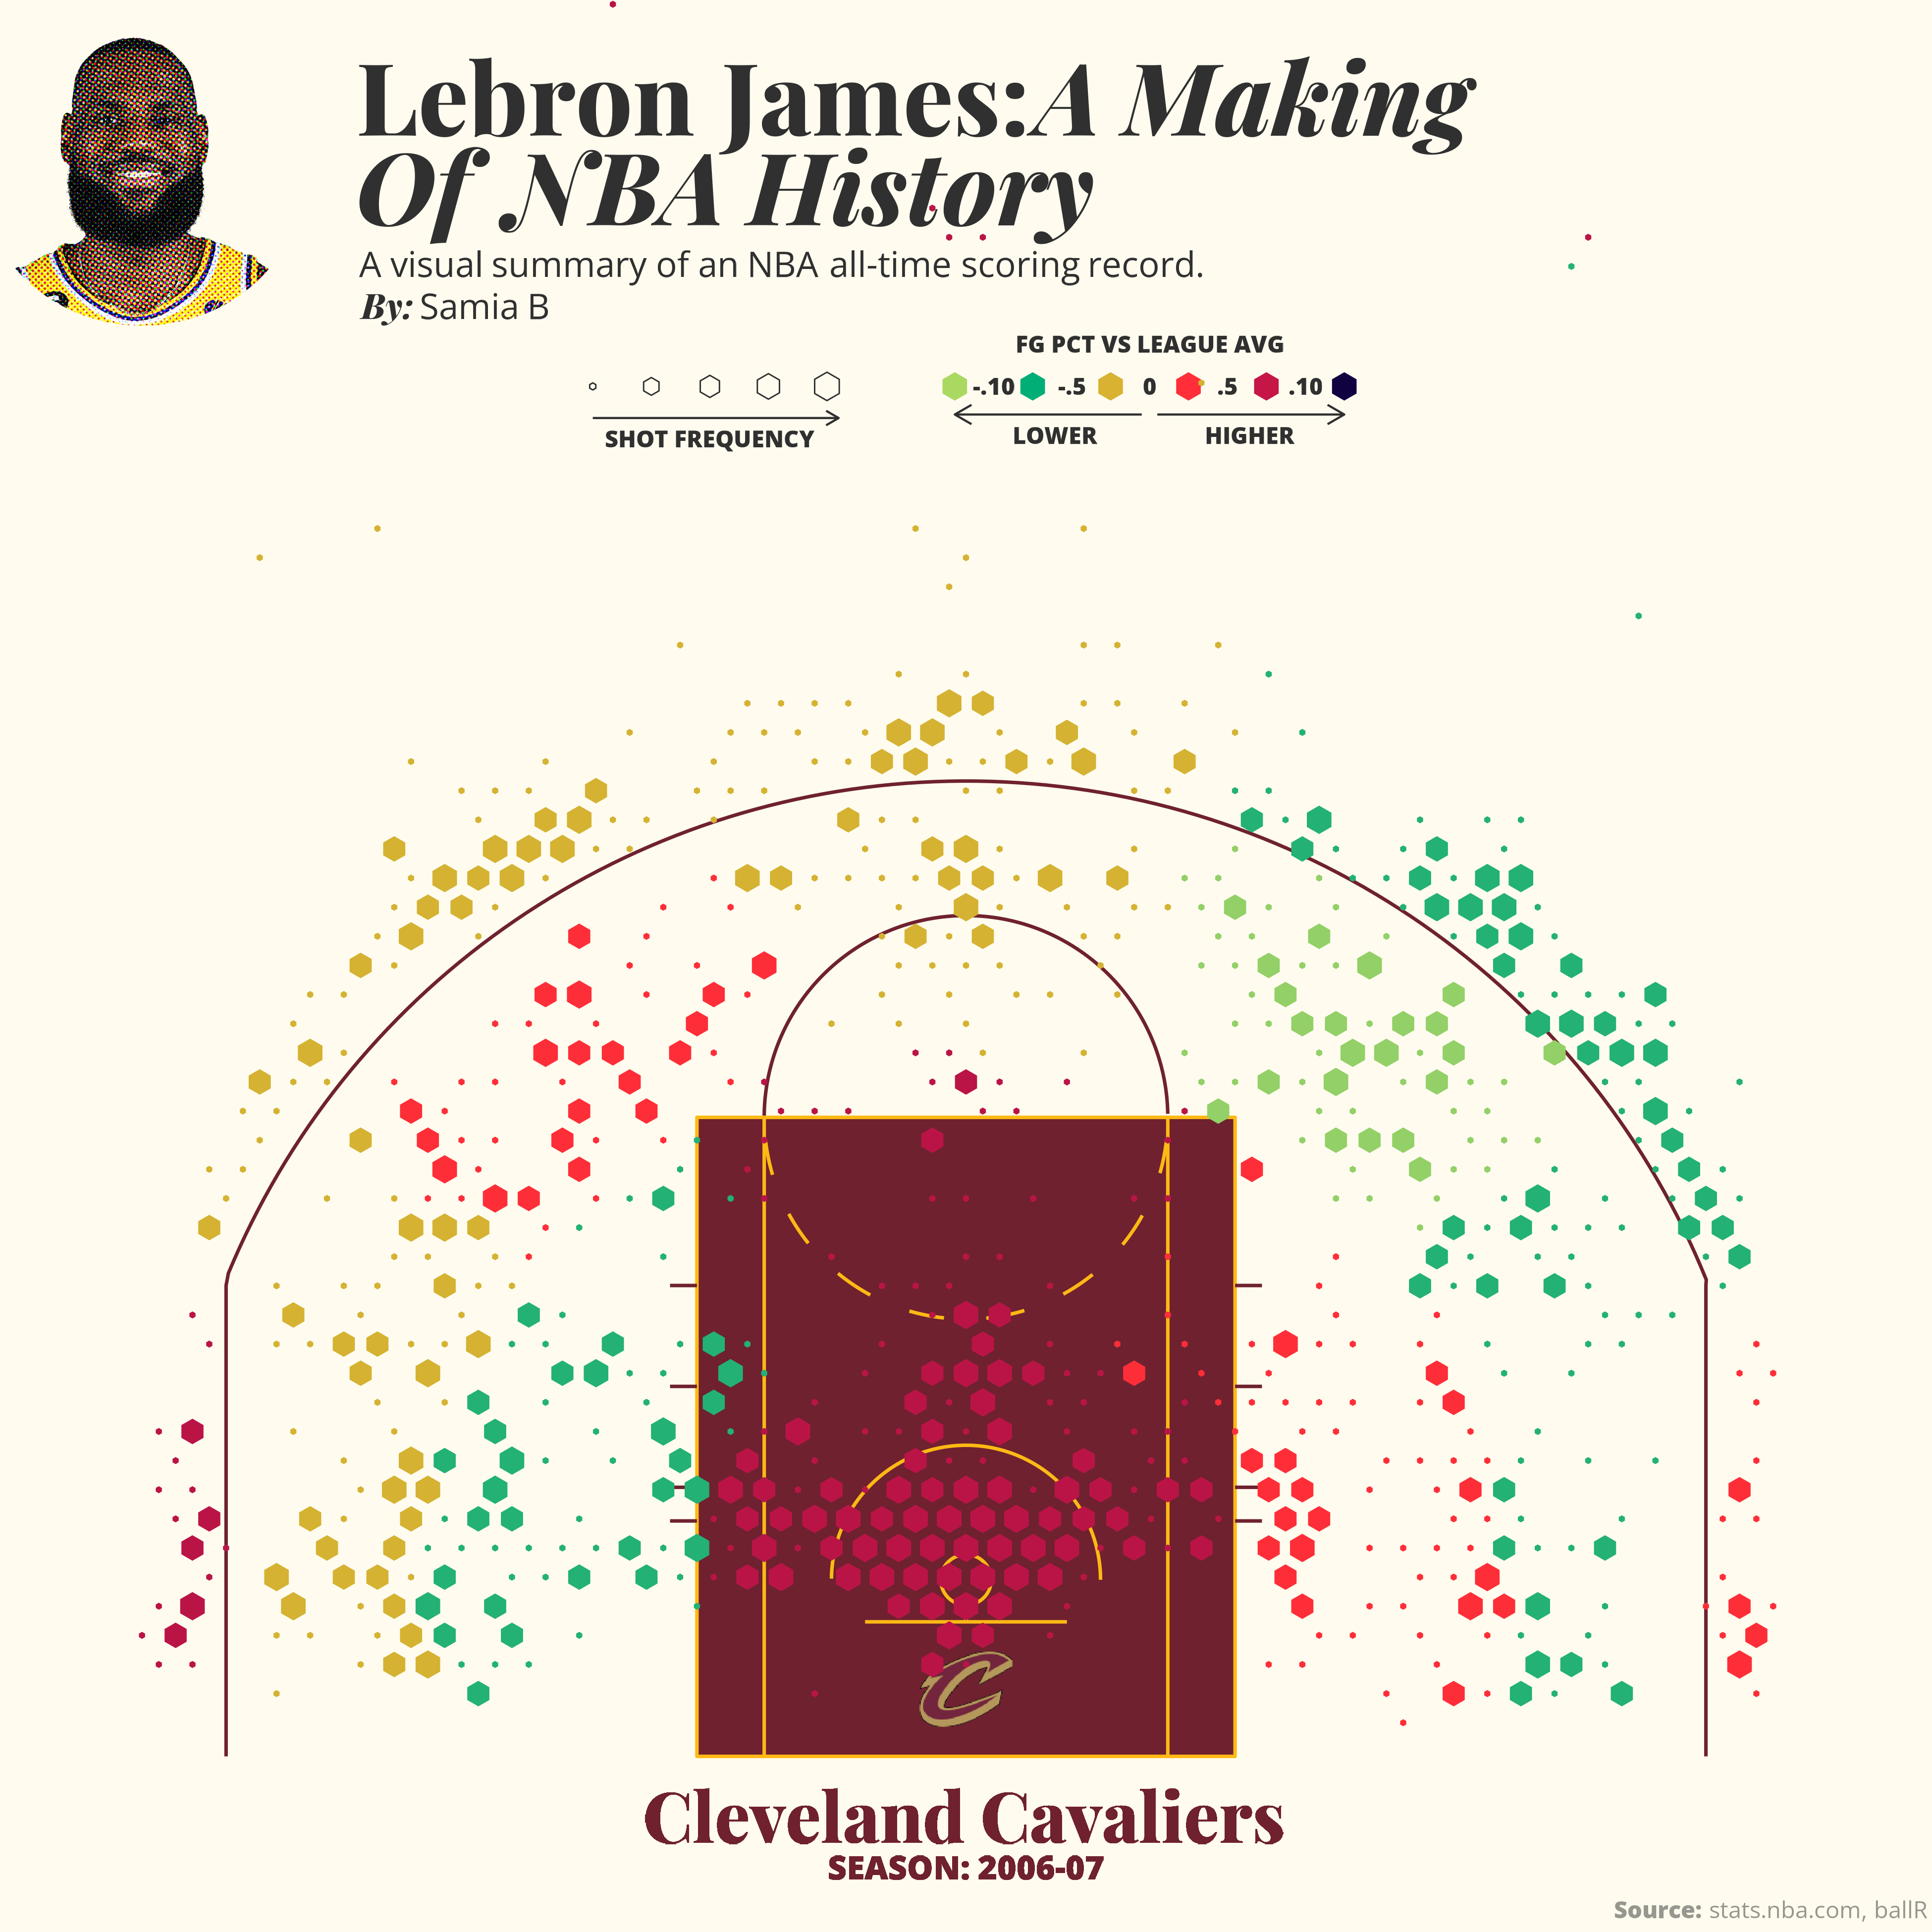 Lebron James: A Making
Of NBA History
A visual summary of an NBA all-time scoring record.
By: Samia B
FG PCT VS LEAGUE AVG
-.10 -.5 0 .5 .10
SHOT FREQUENCY
LOWER HIGHER
C
Cleveland Cavaliers
SEASON: 2006-07
Source: stats.nba.com, ballR